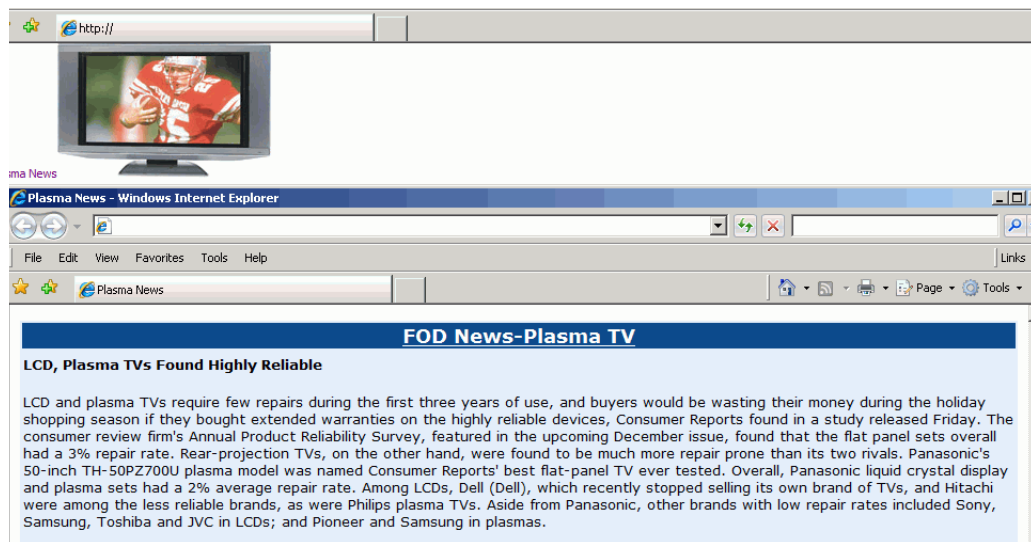 http://
sma News
Plasma News - Windows Internet Explorer
File Edit View Favorites Tools Help
Links
Plasma News
Page Tools
FOD News-Plasma TV
LCD, Plasma TVs Found Highly Reliable
LCD and plasma TVs require few repairs during the first three years of use, and buyers would be wasting their money during the holiday
shopping season if they bought extended warranties on the highly reliable devices, Consumer Reports found in a study released Friday. The
consumer review firm's Annual Product Reliability Survey, featured in the upcoming December issue, found that the flat panel sets overall
had a 3% repair rate. Rear-projection TVs, on the other hand, were found to be much more repair prone than its two rivals. Panasonic's
50-inch TH-50PZ700U plasma model was named Consumer Reports' best flat-panel TV ever tested. Overall, Panasonic liquid crystal display
and plasma sets had a 2% average repair rate. Among LCDs, Dell (Dell), which recently stopped selling its own brand of TVs, and Hitachi
were among the less reliable brands, as were Philips plasma TVs. Aside from Panasonic, other brands with low repair rates included Sony,
Samsung, Toshiba and JVC in LCDs; and Pioneer and Samsung in plasmas.